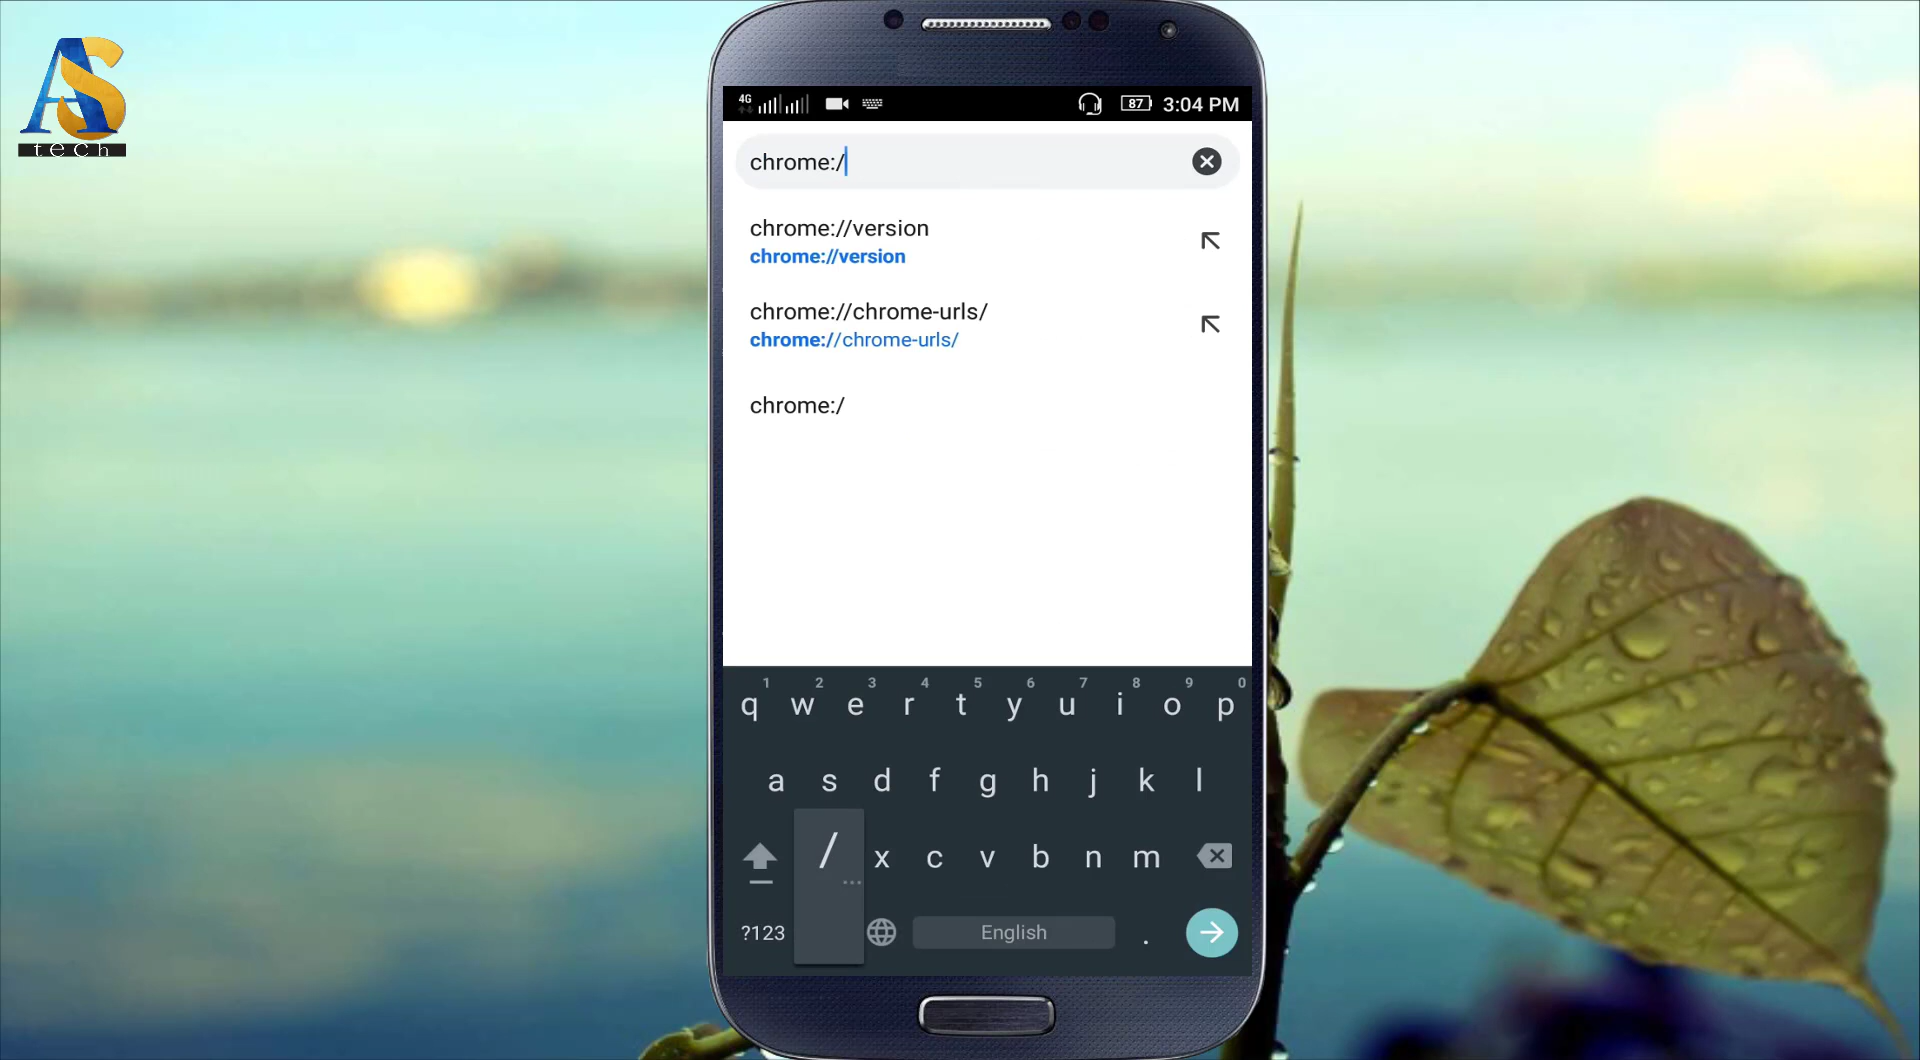 AS
tech
4G 87 3:04 PM
chrome:/
chrome://version
chrome://version
chrome://chrome-urls/
chrome://chrome-urls/
chrome:/
1 2 3 4 5 6 7 8 9 0
q w e r t y u i o p
a s d f g h j k l
/ x c v b n m
?123 English .